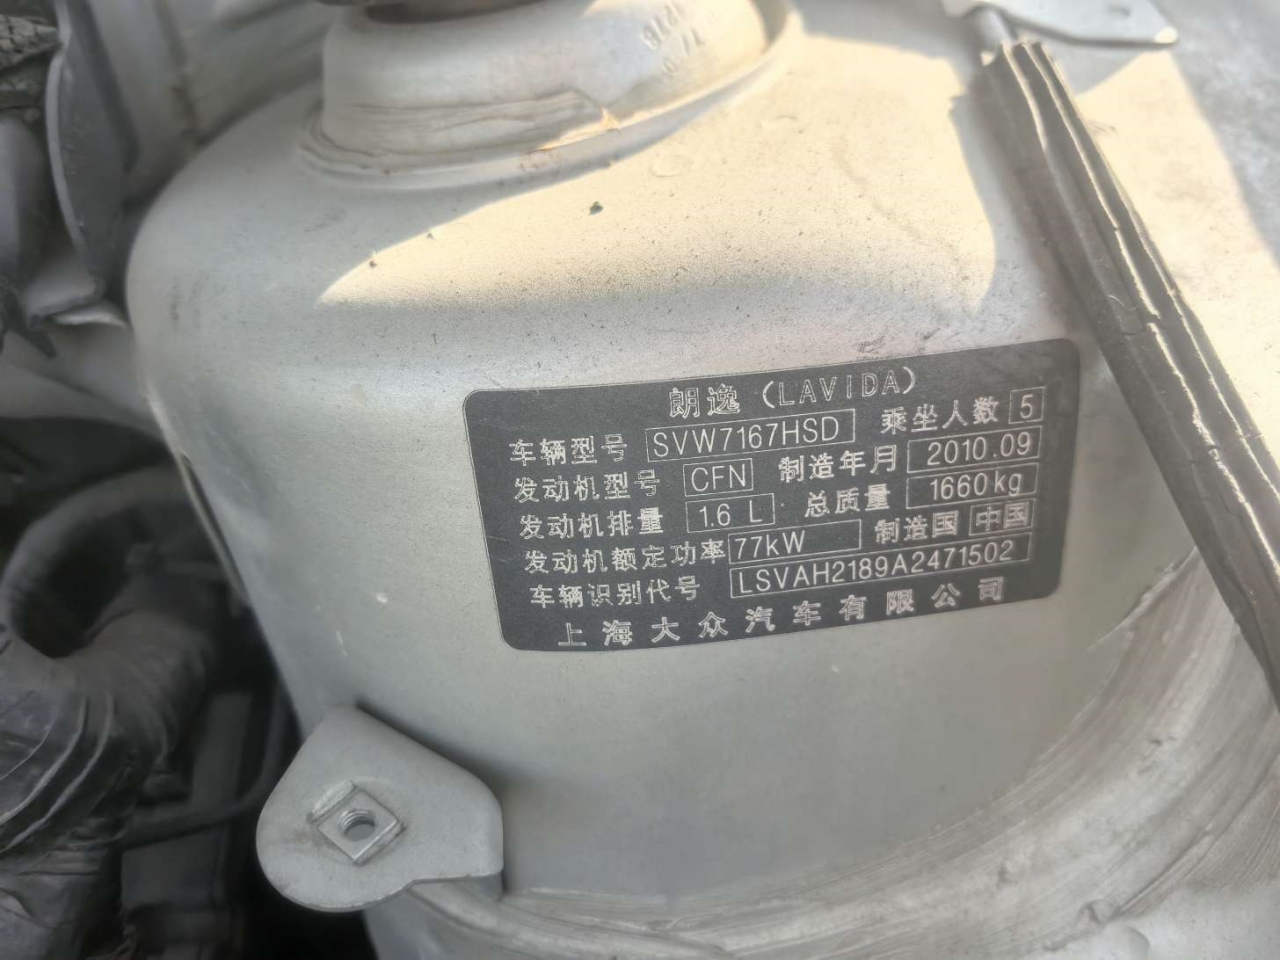 朗逸（LAVIDA）
车辆型号 SVW7167HSD 乘坐人数 5
发动机型号 CFN 制造年月 2010.09
发动机排量 1.6 L 总质量 1660kg
发动机额定功率 77kW 制造国 中国
车辆识别代号 LSVAH2189A2471502
上海大众汽车有限公司